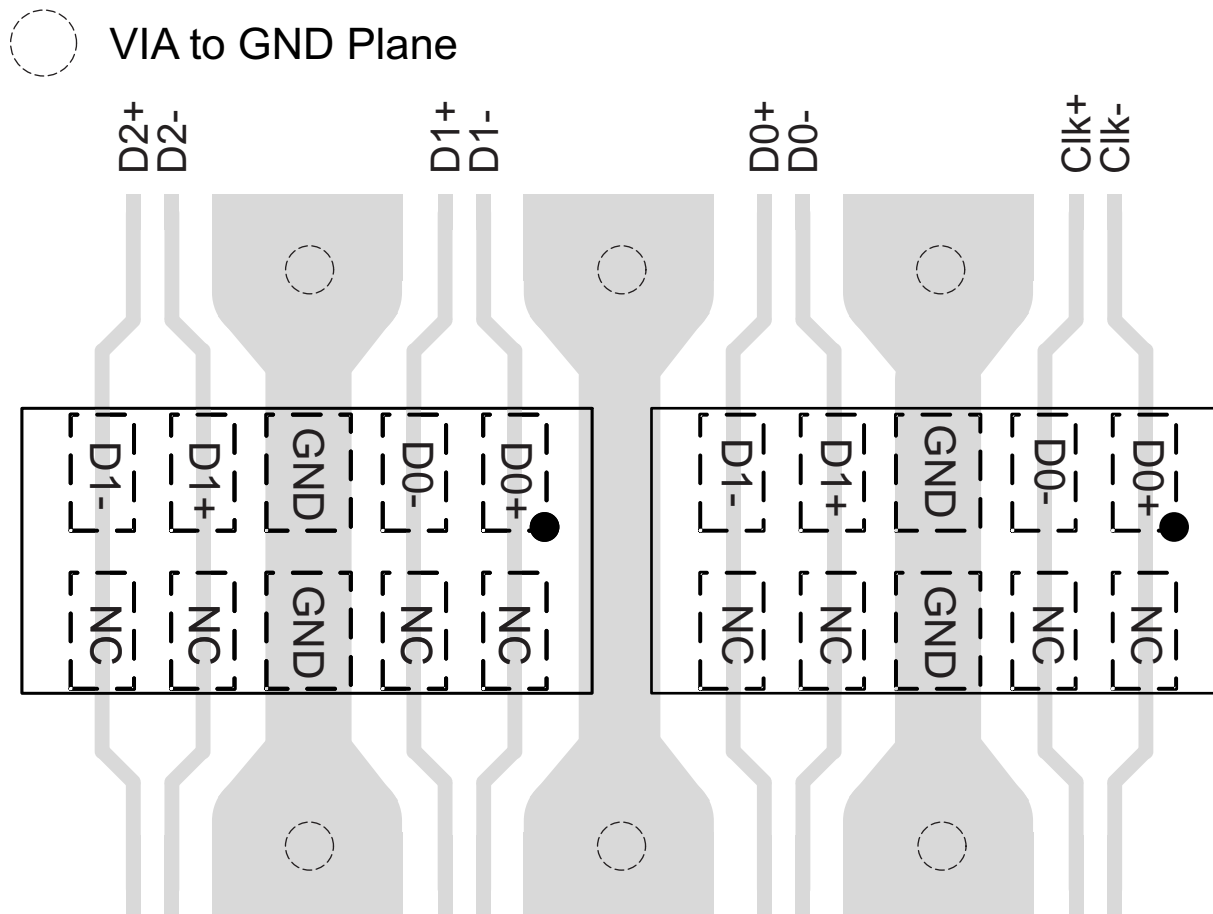 VIA to GND Plane
D2+
D2-
D1+
D1-
D0+
D0-
Clk+
Clk-
D1-
D1+
GND
D0-
D0+
D1-
D1+
GND
D0-
D0+
NC
NC
GND
NC
NC
NC
NC
GND
NC
NC